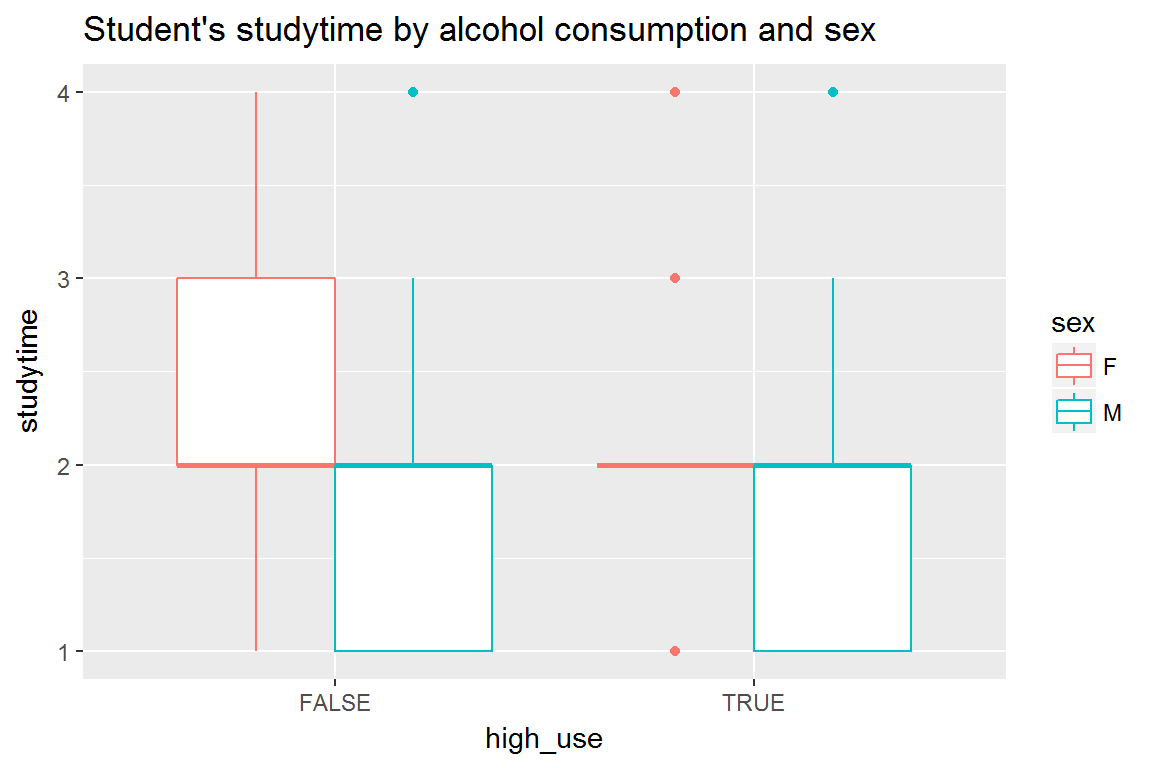 Student's studytime by alcohol consumption and sex
4
3
2
1
studytime
FALSE
TRUE
high_use
sex
F
M